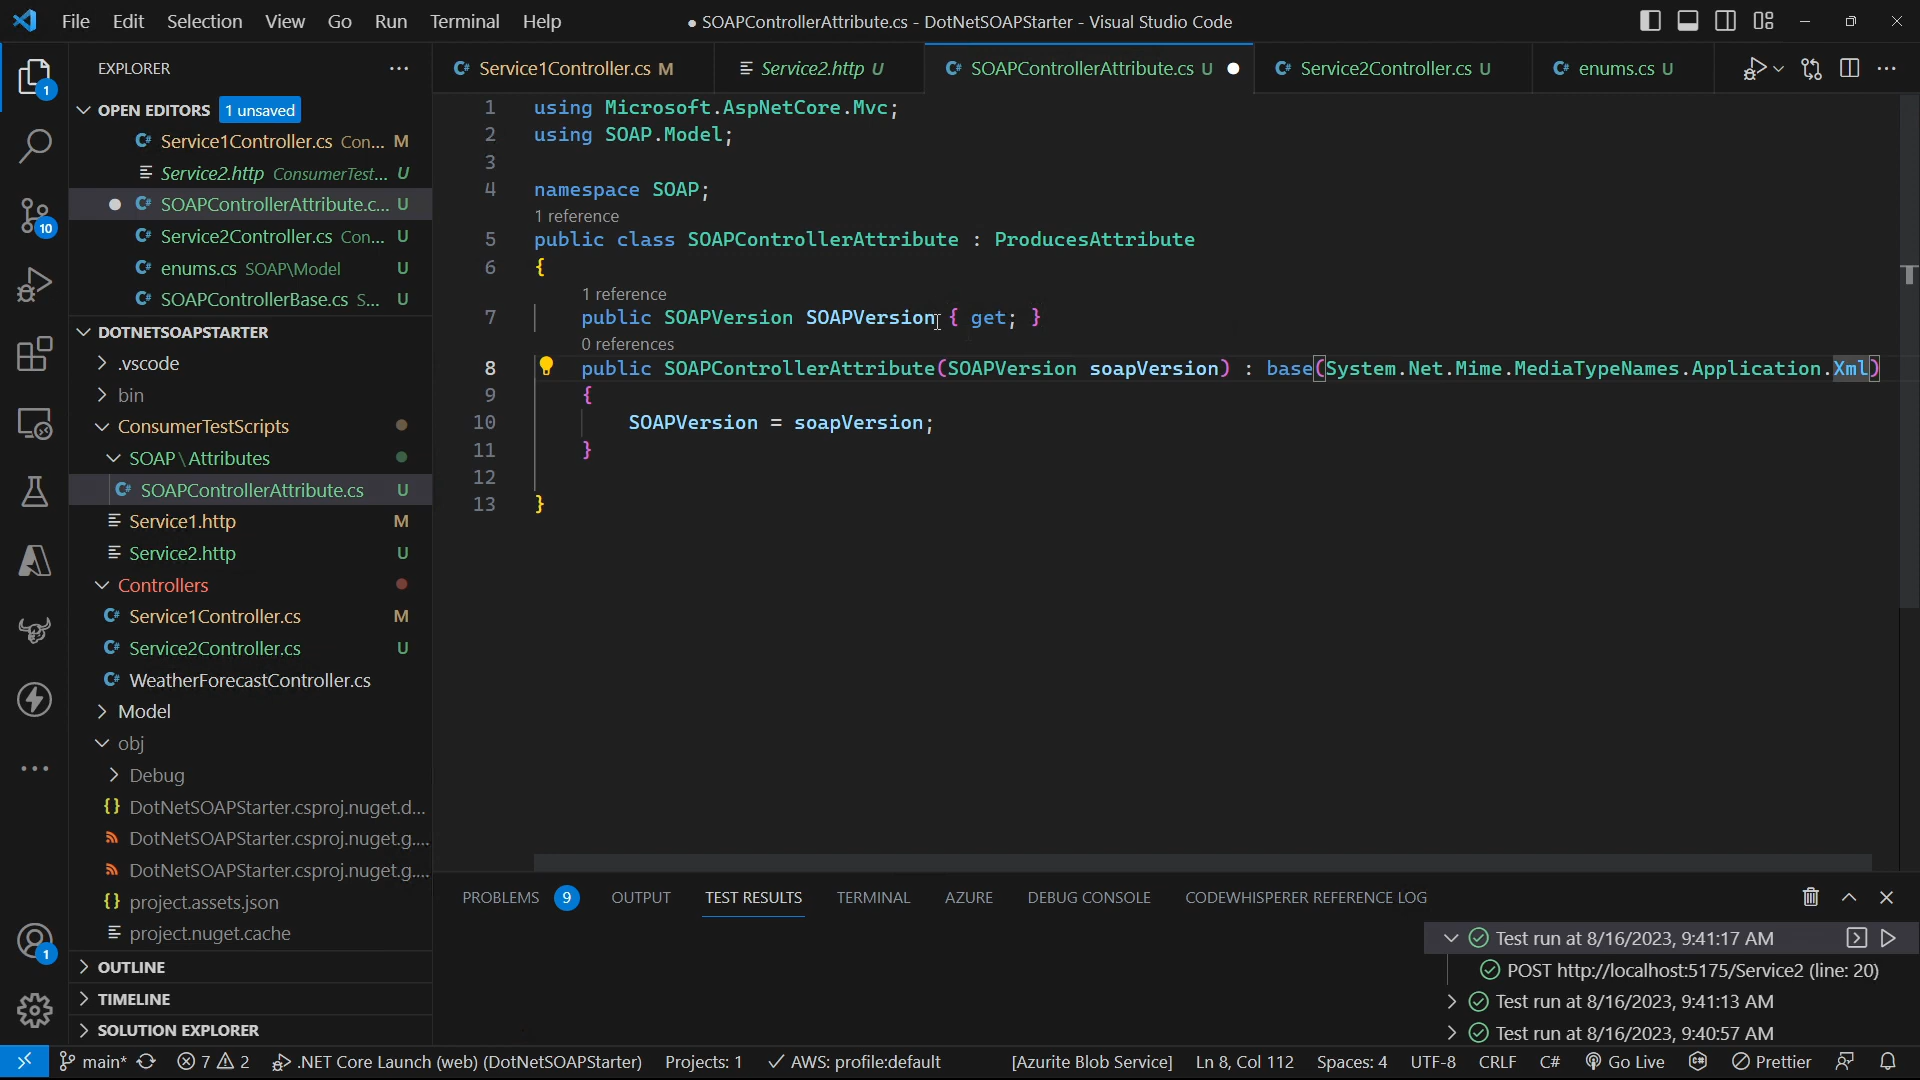 File Edit Selection View Go Run Terminal Help
● SOAPControllerAttribute.cs - DotNetSOAPStarter - Visual Studio Code
EXPLORER
Service1Controller.cs M
Service2.http U
SOAPControllerAttribute.cs U
Service2Controller.cs U
enums.cs U
OPEN EDITORS 1 unsaved
Service1Controller.cs Con... M
Service2.http ConsumerTest... U
SOAPControllerAttribute.c... U
Service2Controller.cs Con... U
enums.cs SOAP\Model U
SOAPControllerBase.cs S... U
DOTNETSOAPSTARTER
.vscode
bin
ConsumerTestScripts
SOAP\Attributes
SOAPControllerAttribute.cs U
Service1.http M
Service2.http U
Controllers
Service1Controller.cs M
Service2Controller.cs U
WeatherForecastController.cs
Model
obj
Debug
DotNetSOAPStarter.csproj.nuget.d...
DotNetSOAPStarter.csproj.nuget.g....
DotNetSOAPStarter.csproj.nuget.g....
project.assets.json
project.nuget.cache
OUTLINE
TIMELINE
SOLUTION EXPLORER
1
10
1
1 using Microsoft.AspNetCore.Mvc;
2 using SOAP.Model;
3
4 namespace SOAP;
1 reference
5 public class SOAPControllerAttribute : ProducesAttribute
6 {
1 reference
7 public SOAPVersion SOAPVersion { get; }
0 references
8 public SOAPControllerAttribute(SOAPVersion soapVersion) : base(System.Net.Mime.MediaTypeNames.Application.Xml)
9 {
10 SOAPVersion = soapVersion;
11 }
12
13 }
PROBLEMS 9 OUTPUT TEST RESULTS TERMINAL AZURE DEBUG CONSOLE CODEWHISPERER REFERENCE LOG
Test run at 8/16/2023, 9:41:17 AM
POST http://localhost:5175/Service2 (line: 20)
Test run at 8/16/2023, 9:41:13 AM
Test run at 8/16/2023, 9:40:57 AM
main* 7 2 .NET Core Launch (web) (DotNetSOAPStarter) Projects: 1 AWS: profile:default [Azurite Blob Service] Ln 8, Col 112 Spaces: 4 UTF-8 CRLF C# Go Live Prettier